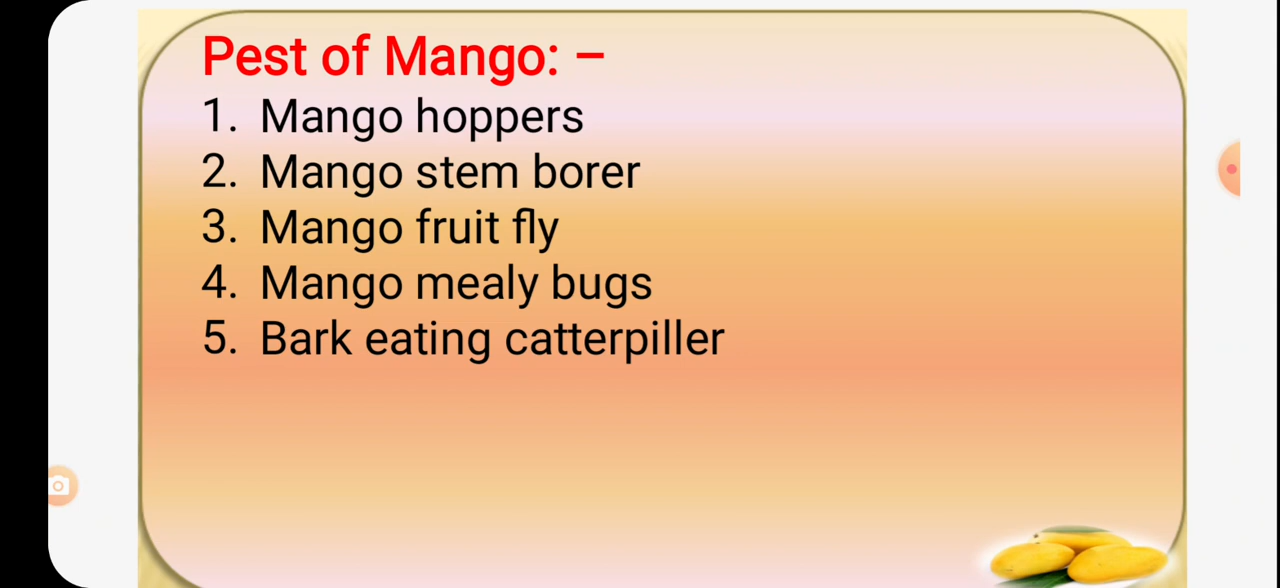 Pest of Mango: –
1. Mango hoppers
2. Mango stem borer
3. Mango fruit fly
4. Mango mealy bugs
5. Bark eating catterpiller